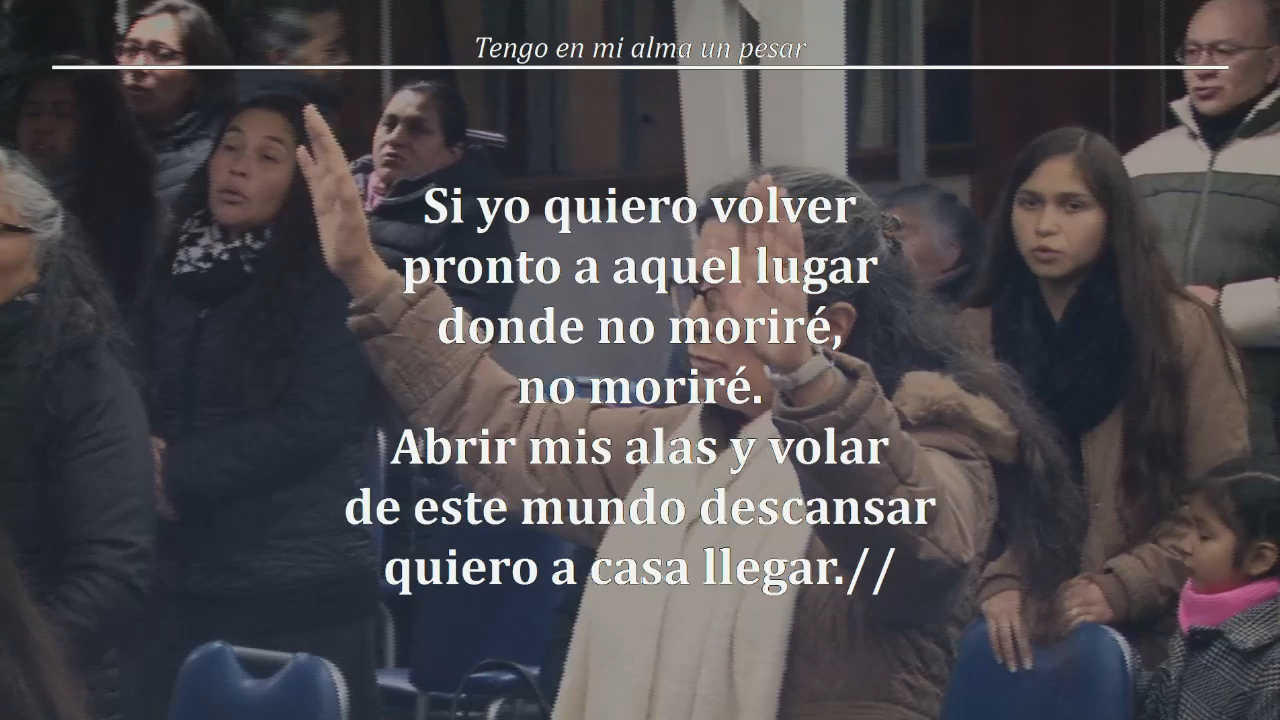 Tengo en mi alma un pesar
Si yo quiero volver
pronto a aquel lugar
donde no moriré,
no moriré.
Abrir mis alas y volar
de este mundo descansar
quiero a casa llegar.//